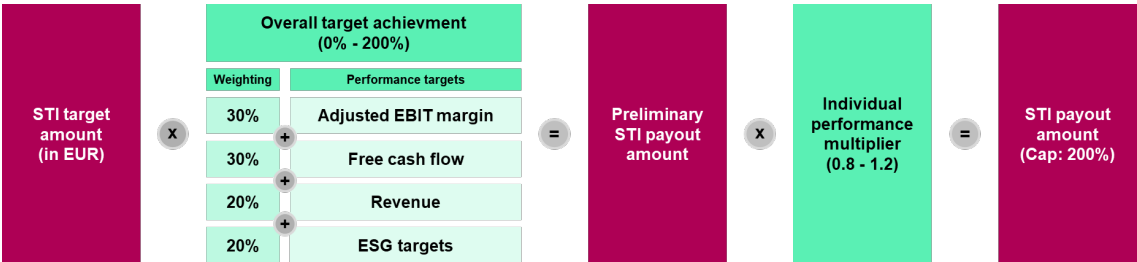 STI target
amount
(in EUR)
x
Overall target achievment
(0% - 200%)
Weighting
Performance targets
30%
Adjusted EBIT margin
+
30%
Free cash flow
+
20%
Revenue
+
20%
ESG targets
=
Preliminary
STI payout
amount
x
Individual
performance
multiplier
(0.8 - 1.2)
=
STI payout
amount
(Cap: 200%)